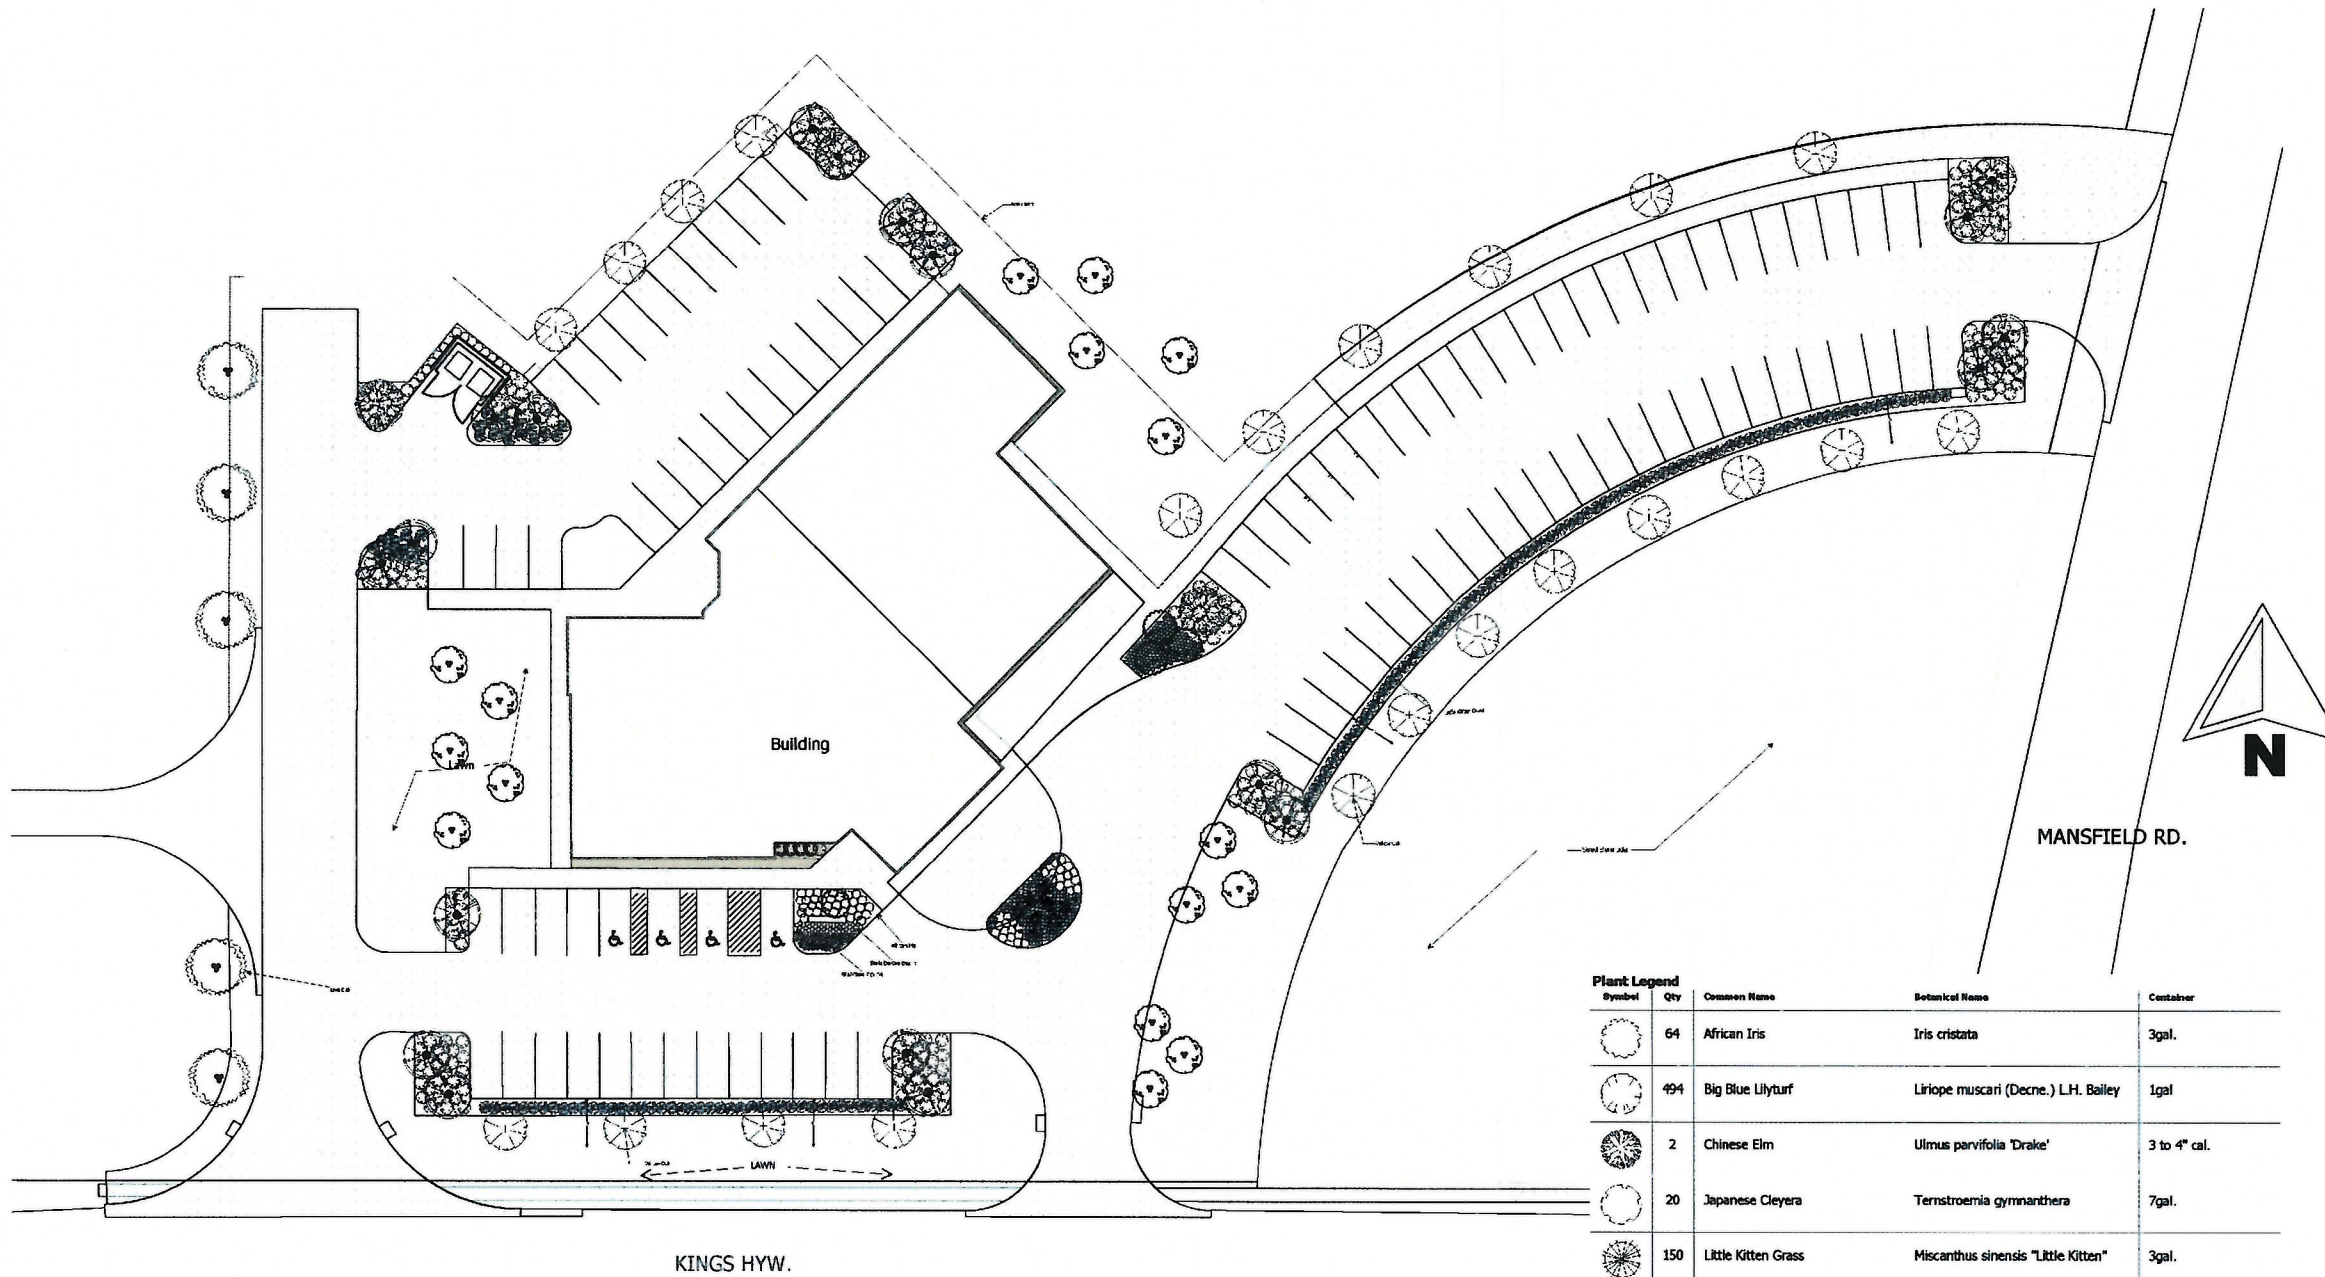 Building
Lawn
LAWN
N
MANSFIELD RD.
KINGS HYW.
Plant Legend
Symbol Qty Common Name Botanical Name Container
64 African Iris Iris cristata 3gal.
494 Big Blue Lilyturf Liriope muscari (Decne.) L.H. Bailey 1gal
2 Chinese Elm Ulmus parvifolia 'Drake' 3 to 4" cal.
20 Japanese Cleyera Ternstroemia gymnanthera 7gal.
150 Little Kitten Grass Miscanthus sinensis "Little Kitten" 3gal.